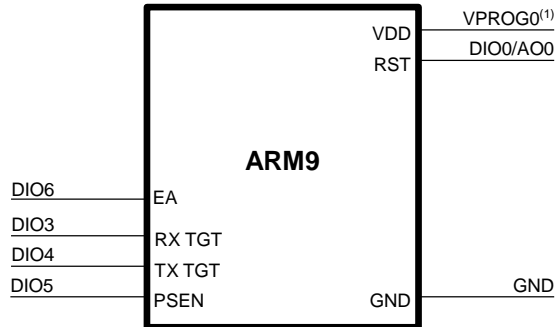 VPROG0(1)
VDD
DIO0/AO0
RST
ARM9
DIO6
EA
DIO3
RX TGT
DIO4
TX TGT
DIO5
PSEN
GND
GND